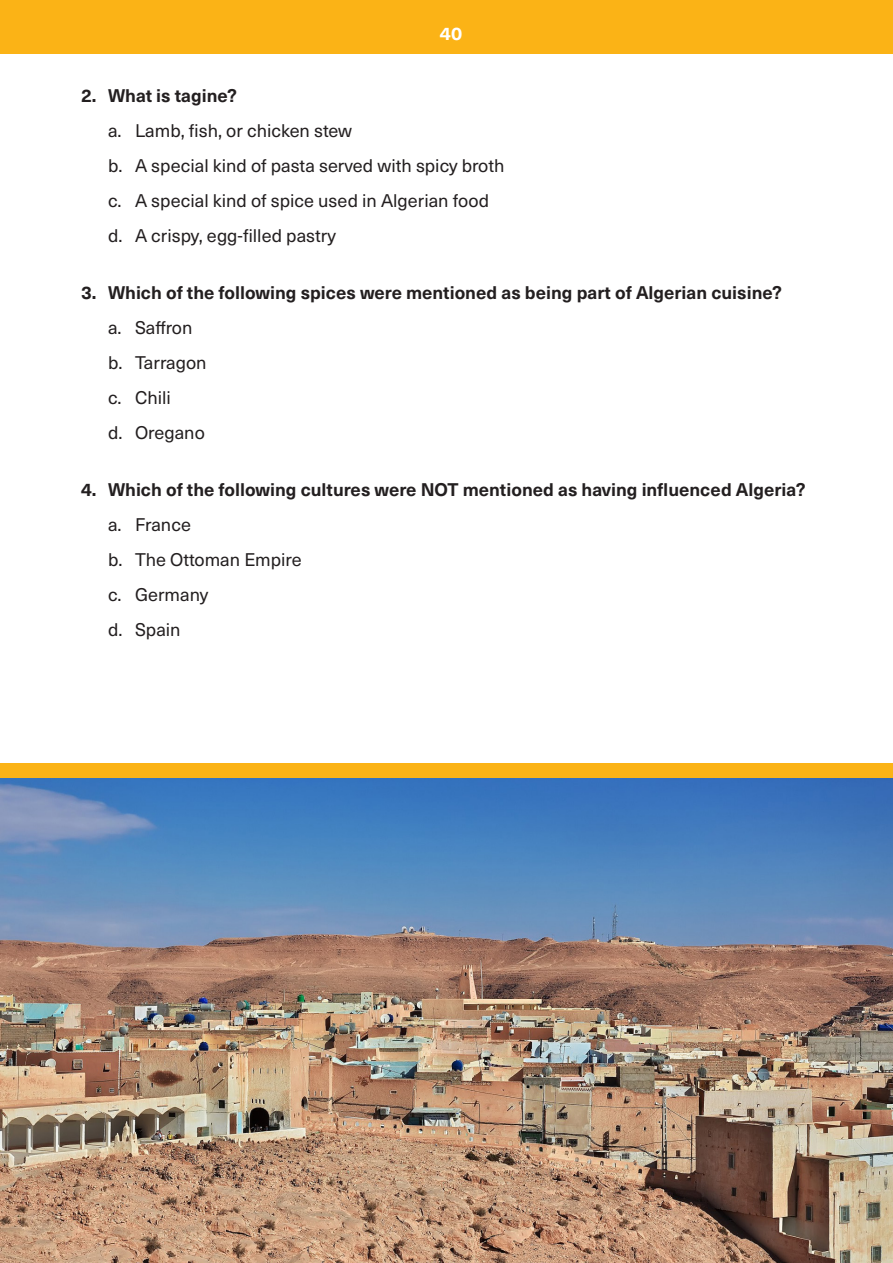 40
2. What is tagine?
a. Lamb, fish, or chicken stew
b. A special kind of pasta served with spicy broth
c. A special kind of spice used in Algerian food
d. A crispy, egg-filled pastry
3. Which of the following spices were mentioned as being part of Algerian cuisine?
a. Saffron
b. Tarragon
c. Chili
d. Oregano
4. Which of the following cultures were NOT mentioned as having influenced Algeria?
a. France
b. The Ottoman Empire
c. Germany
d. Spain